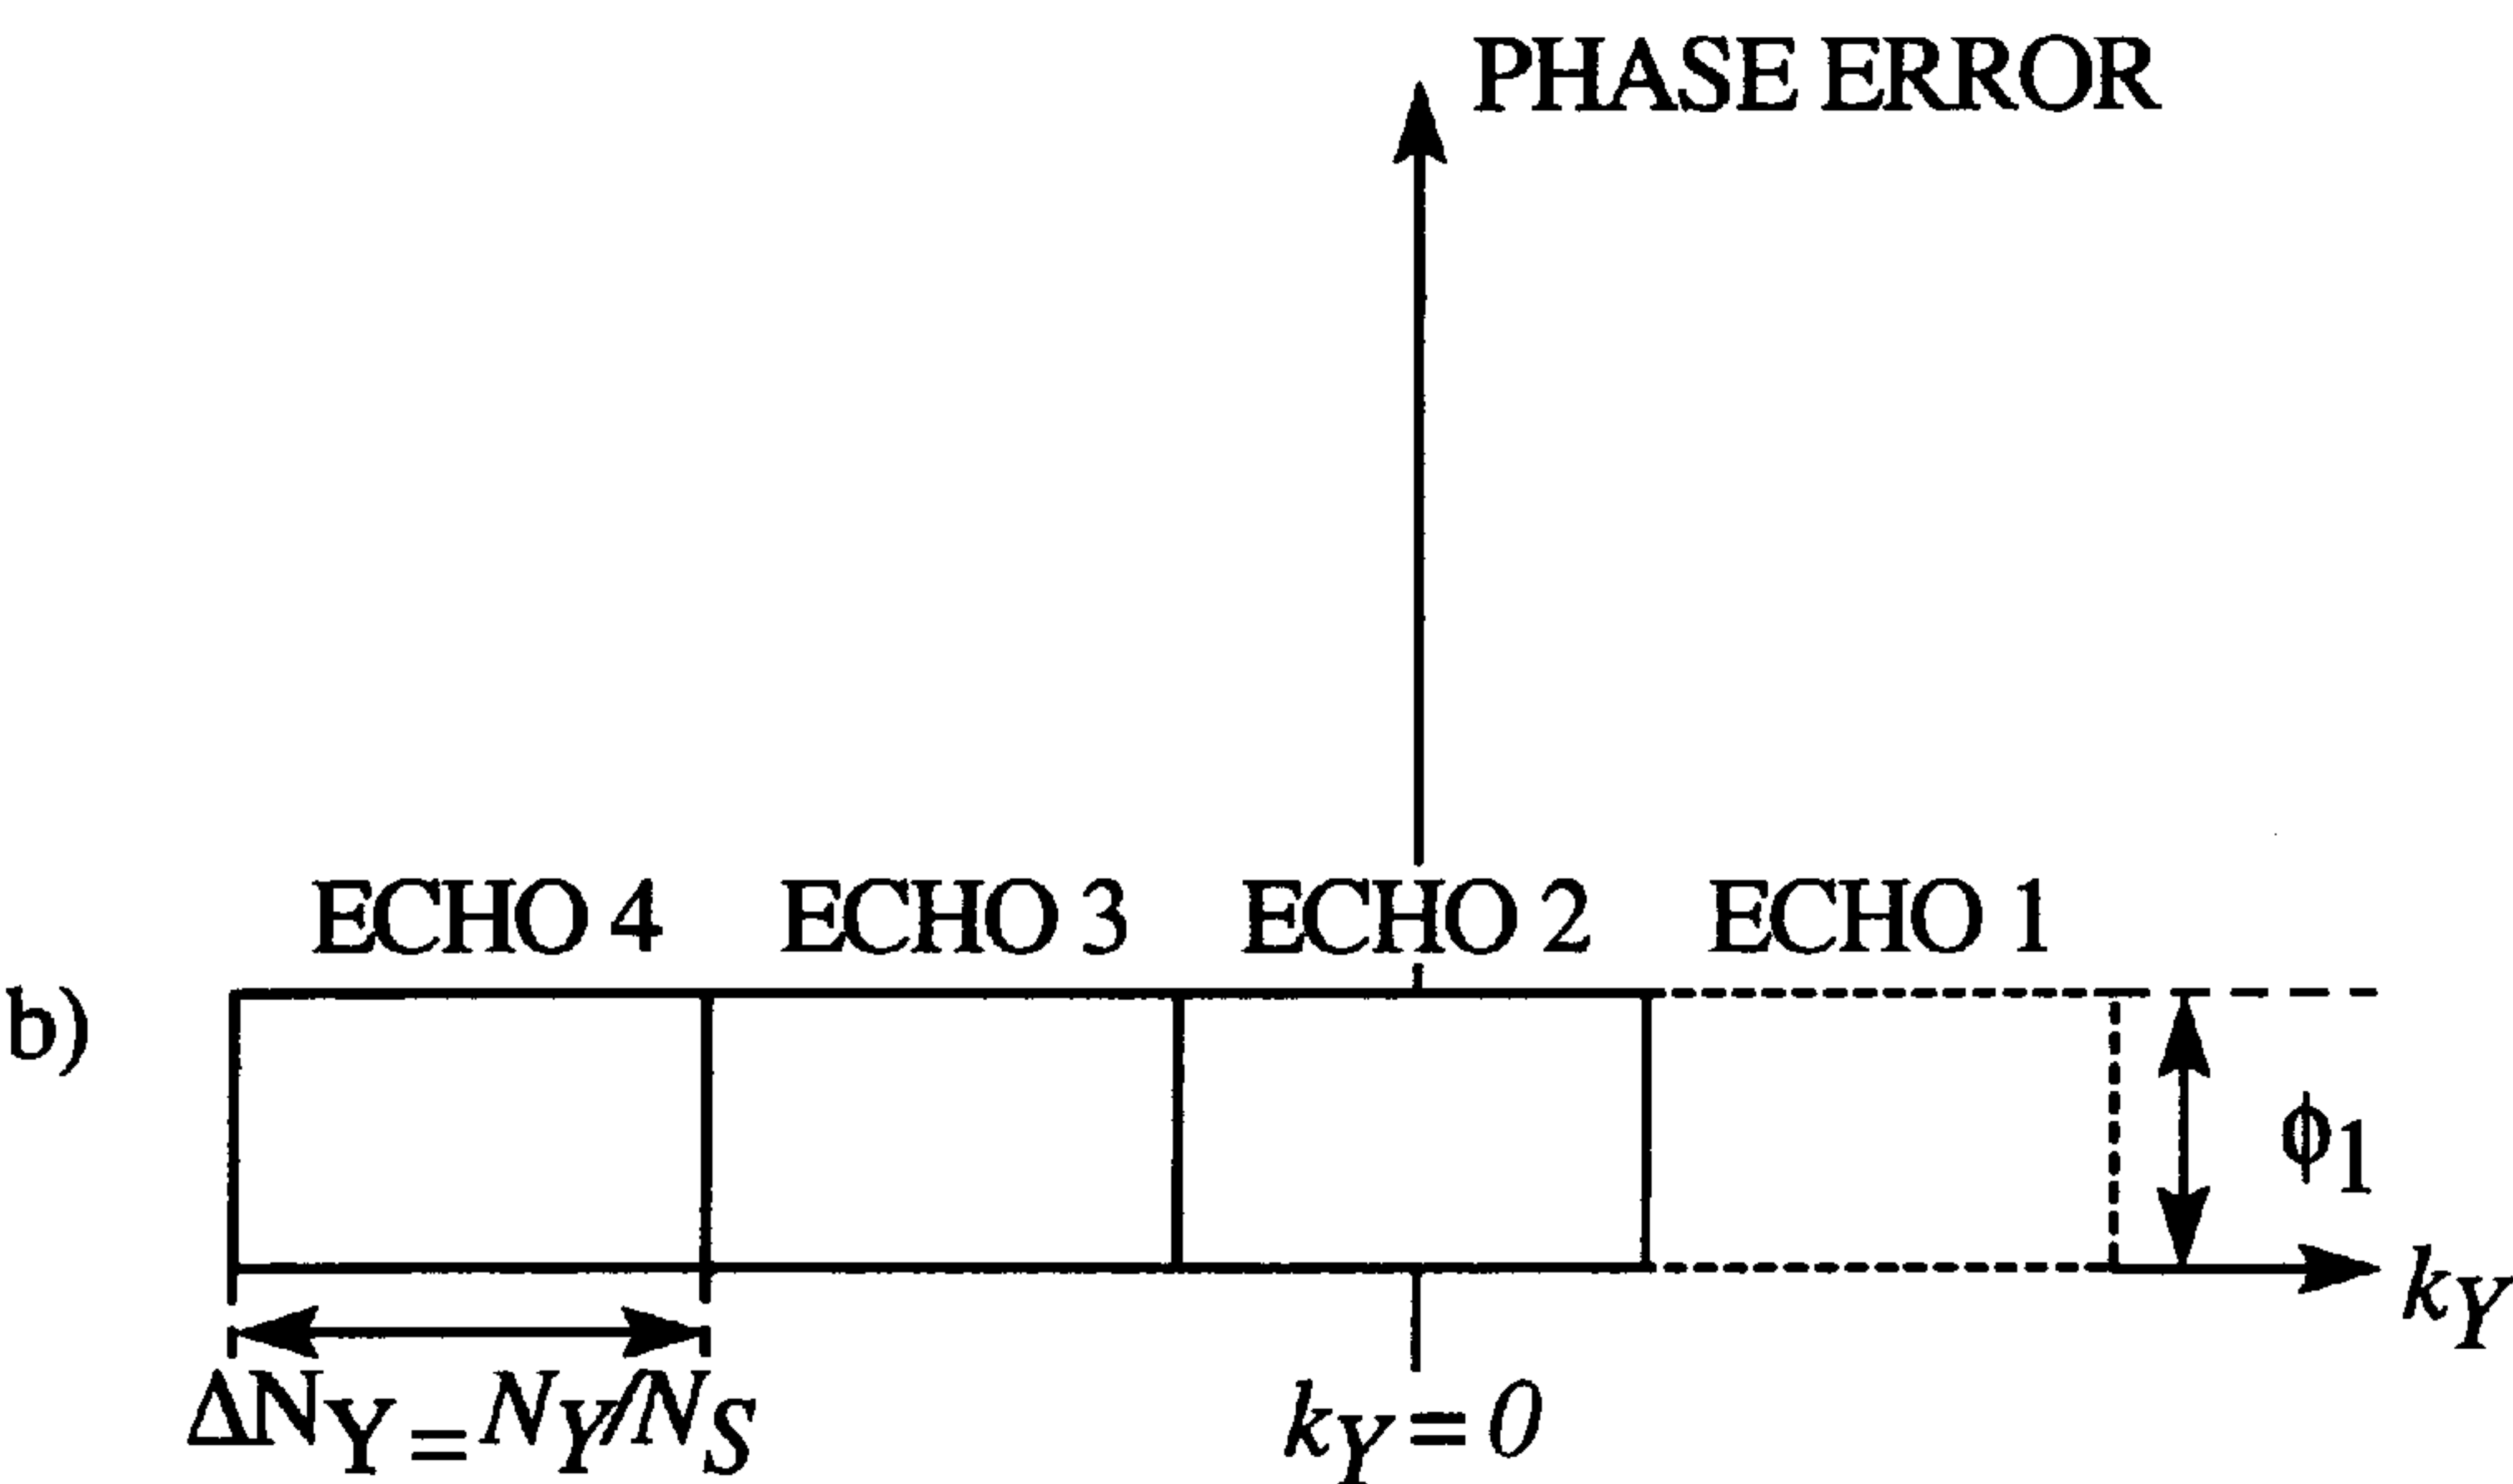 PHASE ERROR
ECHO 4 ECHO 3 ECHO 2 ECHO 1
b)
ϕ1
kY
ΔNY = NY/NS
kY = 0